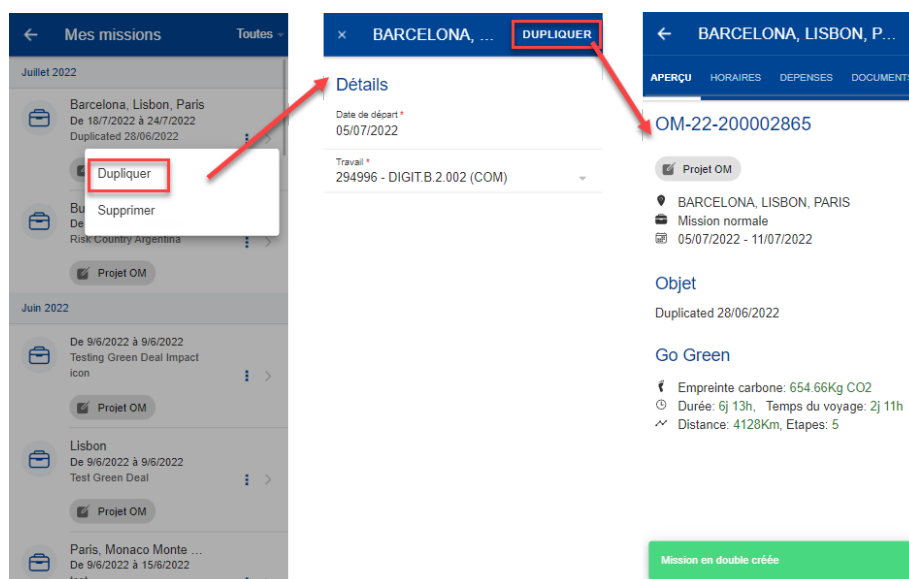 Mes missions
Toutes
Juillet 2022
Barcelona, Lisbon, Paris
De 18/7/2022 à 24/7/2022
Duplicated 28/06/2022
Dupliquer
Supprimer
Bu
De
Risk Country Argentina
Projet OM
Juin 2022
De 9/6/2022 à 9/6/2022
Testing Green Deal Impact
icon
Projet OM
Lisbon
De 9/6/2022 à 9/6/2022
Test Green Deal
Projet OM
Paris, Monaco Monte ...
De 9/6/2022 à 15/6/2022
× BARCELONA, ... DUPLIQUER
Détails
Date de départ *
05/07/2022
Travail *
294996 - DIGIT.B.2.002 (COM)
BARCELONA, LISBON, P...
APERÇU HORAIRES DÉPENSES DOCUMENTS
OM-22-200002865
Projet OM
BARCELONA, LISBON, PARIS
Mission normale
05/07/2022 - 11/07/2022
Objet
Duplicated 28/06/2022
Go Green
Empreinte carbone: 654.66Kg CO2
Durée: 6j 13h, Temps du voyage: 2j 11h
Distance: 4128Km, Etapes: 5
Mission en double créée